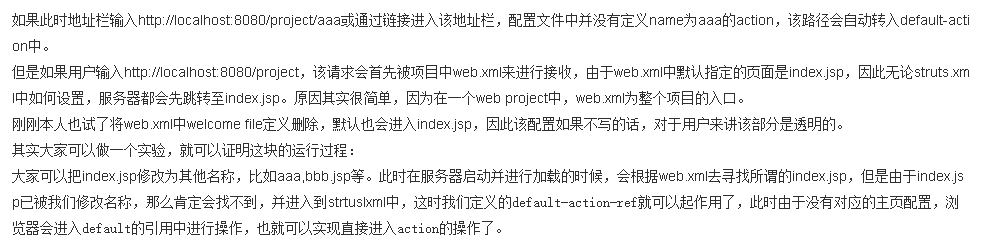 如果此时地址栏输入http://localhost:8080/project/aaa或通过链接进入该地址栏，配置文件中并没有定义name为aaa的action，该路径会自动转入default-acti
on中。
但是如果用户输入http://localhost:8080/project，该请求会首先被项目中web.xml来进行接收，由于web.xml中默认指定的页面是index.jsp，因此无论struts.xm
l中如何设置，服务器都会先跳转至index.jsp。原因其实很简单，因为在一个web project中，web.xml为整个项目的入口。
刚刚本人也试了将web.xml中welcome file定义删除，默认也会进入index.jsp，因此该配置如果不写的话，对于用户来讲该部分是透明的。
其实大家可以做一个实验，就可以证明这块的运行过程：
大家可以把index.jsp修改为其他名称，比如aaa,bbb.jsp等。此时在服务器启动并进行加载的时候，会根据web.xml去寻找所谓的index.jsp，但是由于index.js
p已被我们修改名称，那么肯定会找不到，并进入到strtuslxml中，这时我们定义的default-action-ref就可以起作用了，此时由于没有对应的主页配置，浏
览器会进入default的引用中进行操作，也就可以实现直接进入action的操作了。